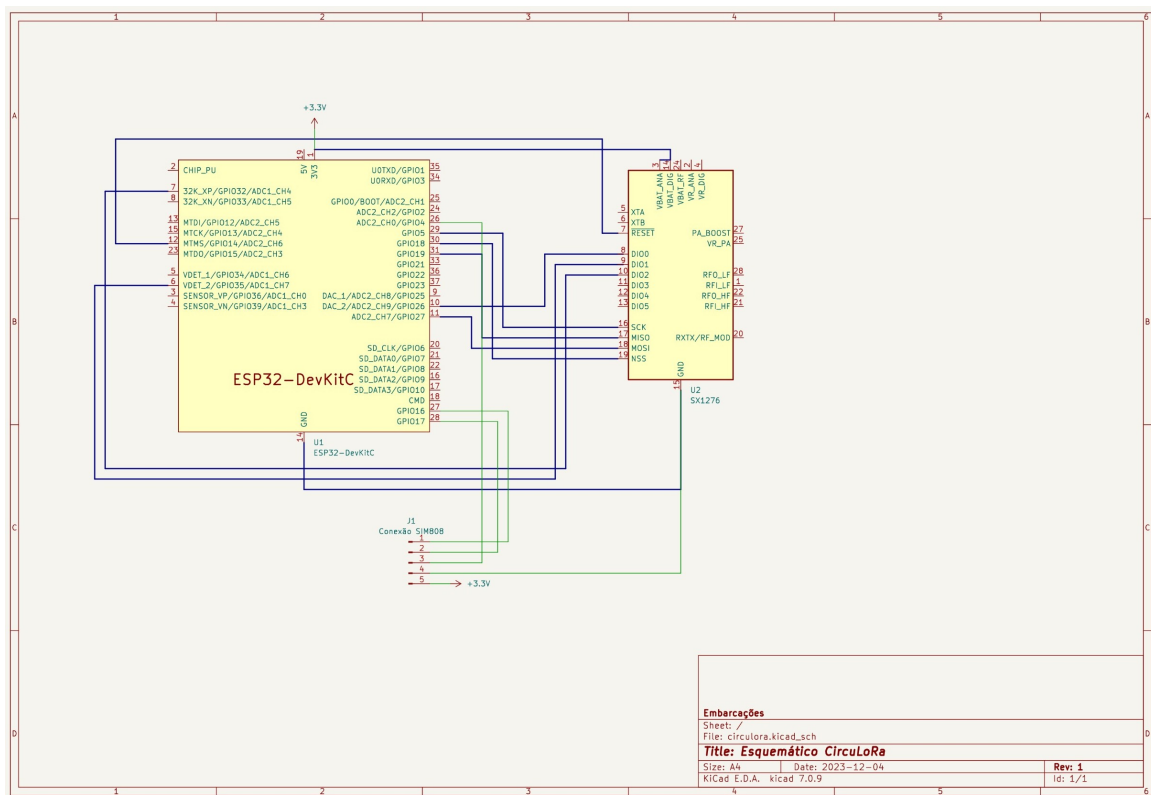 1 2 3 4 5 6
A A
B B
C C
D D
1 2 3 4 5 6
+3.3V
19 1
5V 3V3
2 CHIP_PU
7 32K_XP/GPIO32/ADC1_CH4
8 32K_XN/GPIO33/ADC1_CH5
13 MTDI/GPIO12/ADC2_CH5
15 MTCK/GPIO13/ADC2_CH4
12 MTMS/GPIO14/ADC2_CH6
23 MTDO/GPIO15/ADC2_CH3
5 VDET_1/GPIO34/ADC1_CH6
6 VDET_2/GPIO35/ADC1_CH7
3 SENSOR_VP/GPIO36/ADC1_CH0
4 SENSOR_VN/GPIO39/ADC1_CH3
U0TXD/GPIO1 35
U0RXD/GPIO3 34
GPIO0/BOOT/ADC2_CH1 25
ADC2_CH2/GPIO2 24
ADC2_CH0/GPIO4 26
GPIO5 29
GPIO18 30
GPIO19 31
GPIO21 33
GPIO22 36
GPIO23 37
DAC_1/ADC2_CH8/GPIO25 9
DAC_2/ADC2_CH9/GPIO26 10
ADC2_CH7/GPIO27 11
SD_CLK/GPIO6 20
SD_DATA0/GPIO7 21
SD_DATA1/GPIO8 22
SD_DATA2/GPIO9 16
SD_DATA3/GPIO10 17
CMD 18
GPIO16 27
GPIO17 28
ESP32-DevKitC
GND
14
U1
ESP32-DevKitC
3 14 24 2 4
VBAT_ANA VBAT_DIG VBAT_RF VR_ANA VR_DIG
5 XTA
6 XTB
7 RESET
8 DIO0
9 DIO1
10 DIO2
11 DIO3
12 DIO4
13 DIO5
16 SCK
17 MISO
18 MOSI
19 NSS
PA_BOOST 27
VR_PA 25
RFO_LF 28
RFI_LF 1
RFO_HF 22
RFI_HF 21
RXTX/RF_MOD 20
GND
15
U2
SX1276
J1
Conexão SIM808
1
2
3
4
5 +3.3V
Embarcações
Sheet: /
File: circulora.kicad_sch
Title: Esquemático CircuLoRa
Size: A4 Date: 2023-12-04 Rev: 1
KiCad E.D.A. kicad 7.0.9 Id: 1/1